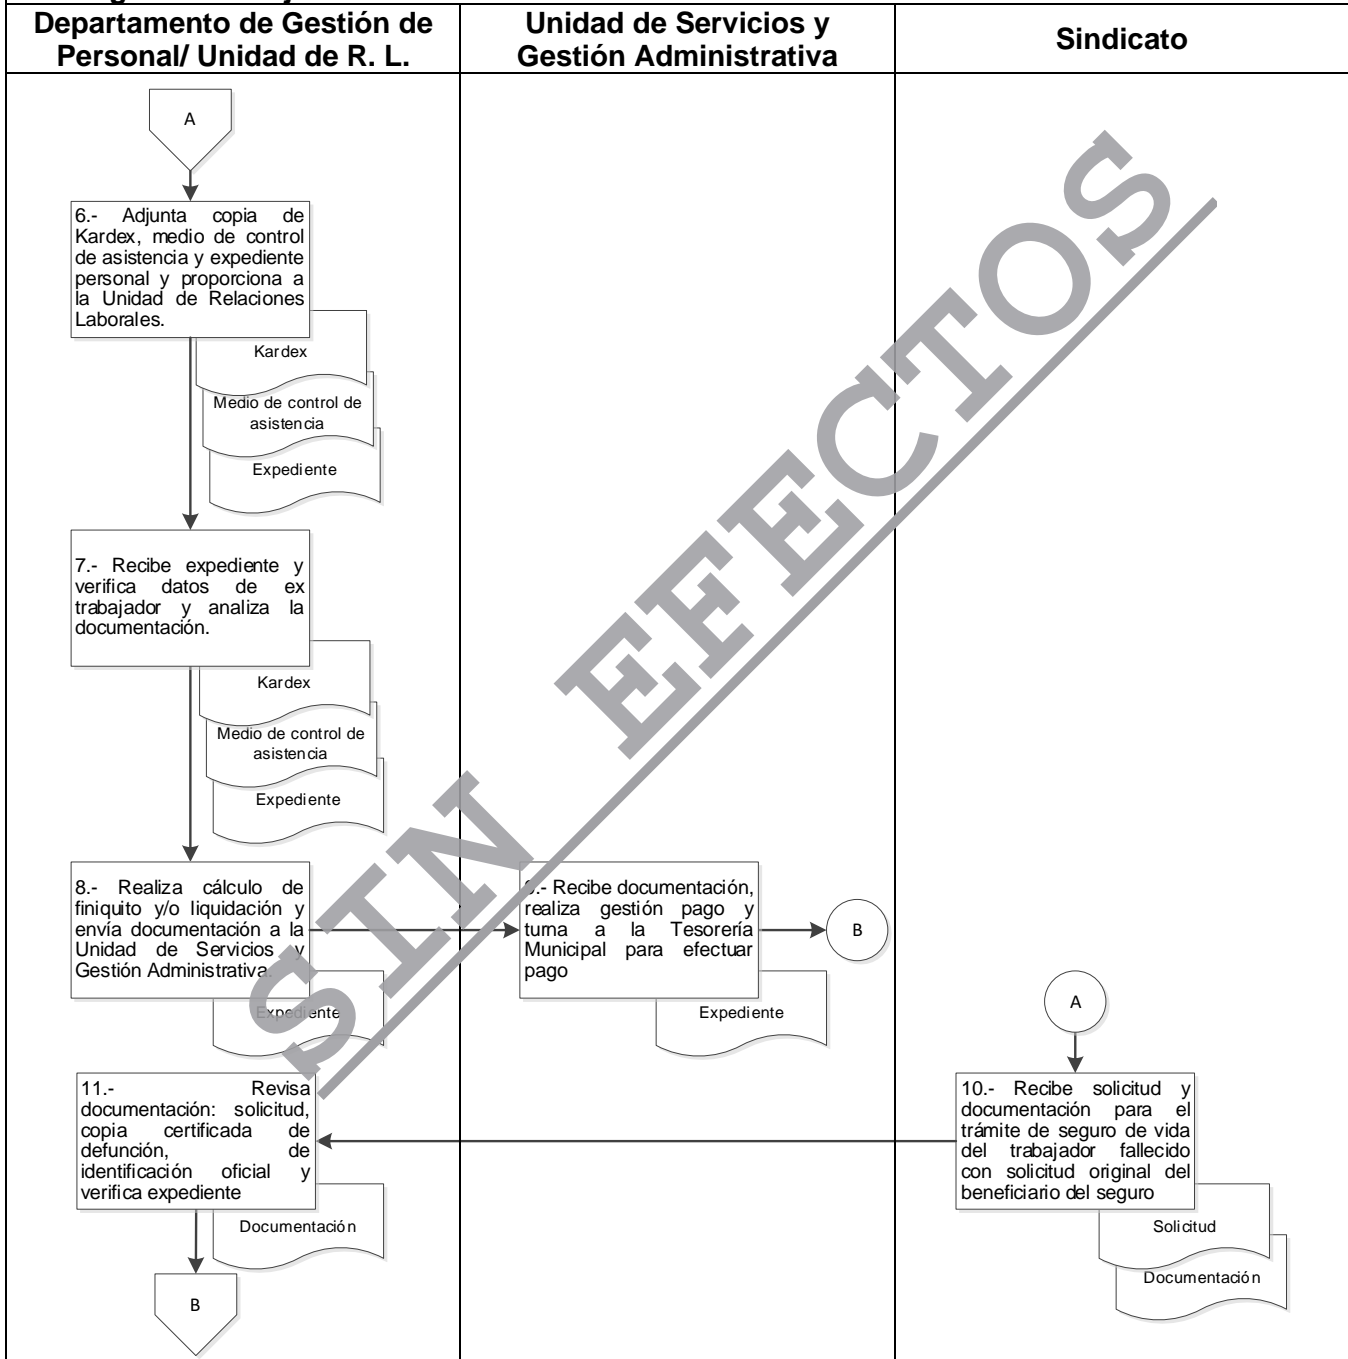 Departamento de Gestión de
Personal/ Unidad de R. L.
Unidad de Servicios y
Gestión Administrativa
Sindicato
A
6.- Adjunta copia de
Kardex, medio de control
de asistencia y expediente
personal y proporciona a
la Unidad de Relaciones
Laborales.
Kardex
Medio de control de
asistencia
Expediente
7.- Recibe expediente y
verifica datos de ex
trabajador y analiza la
documentación.
Kardex
Medio de control de
asistencia
Expediente
8.- Realiza cálculo de
finiquito y/o liquidación y
envía documentación a la
Unidad de Servicios y
Gestión Administrativa.
Expediente
9.- Recibe documentación,
realiza gestión pago y
turna a la Tesorería
Municipal para efectuar
pago
Expediente
B
A
10.- Recibe solicitud y
documentación para el
trámite de seguro de vida
del trabajador fallecido
con solicitud original del
beneficiario del seguro
Solicitud
Documentación
11.- Revisa
documentación: solicitud,
copia certificada de
defunción, de
identificación oficial y
verifica expediente
Documentación
B
SIN EFECTOS